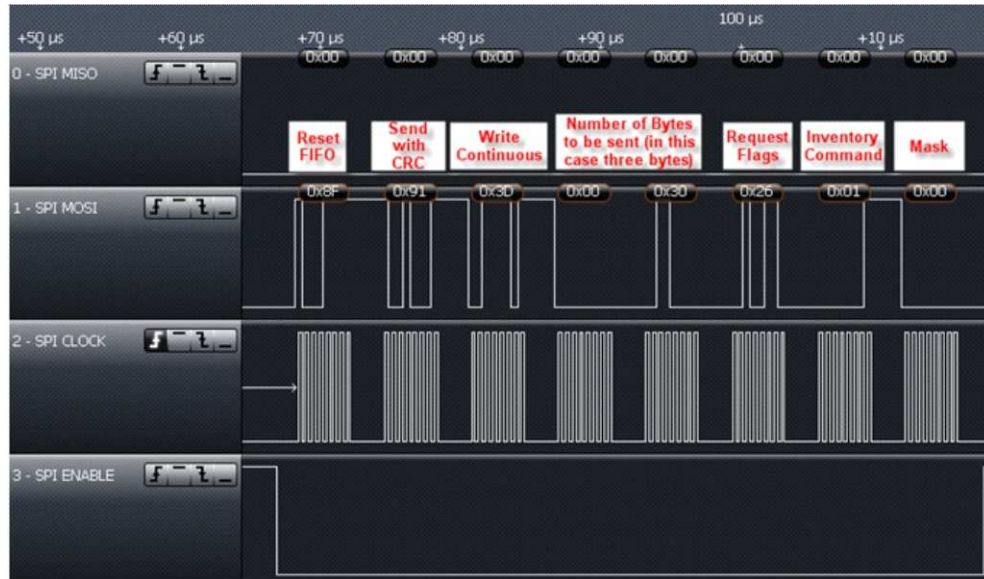 100 µs
+50 µs +60 µs +70 µs +80 µs +90 µs +10 µs
0 - SPI MISO
0x00 0x00 0x00 0x00 0x00 0x00 0x00 0x00
Reset
FIFO
Send
with
CRC
Write
Continuous
Number of Bytes
to be sent (in this
case three bytes)
Request
Flags
Inventory
Command
Mask
1 - SPI MOSI
0x8F 0x91 0x3D 0x00 0x30 0x26 0x01 0x00
2 - SPI CLOCK
3 - SPI ENABLE